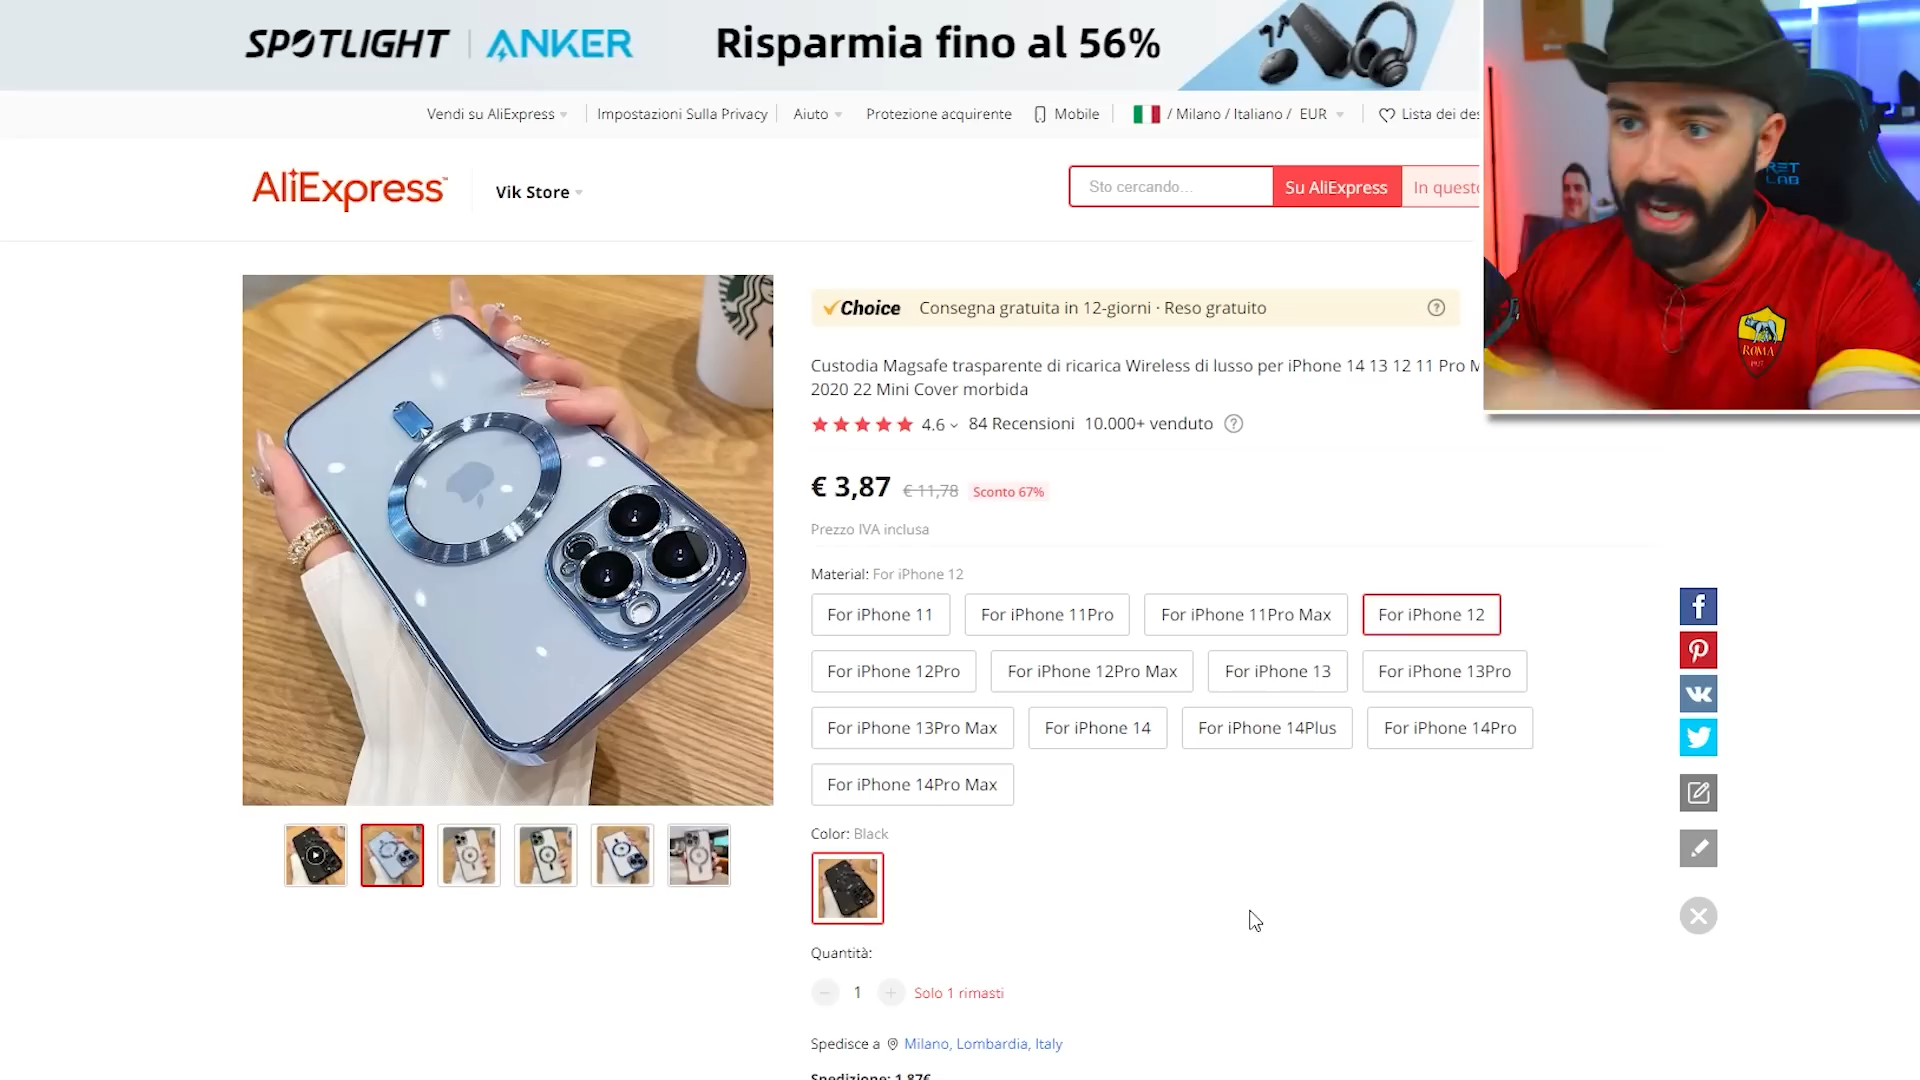 SPOTLIGHT | ANKER Risparmia fino al 56%
Vendi su AliExpress Impostazioni Sulla Privacy Aiuto Protezione acquirente Mobile / Milano / Italiano / EUR Lista dei des
AliExpress Vik Store Sto cercando... Su AliExpress In questo
Choice Consegna gratuita in 12-giorni · Reso gratuito
Custodia Magsafe trasparente di ricarica Wireless di lusso per iPhone 14 13 12 11 Pro M
2020 22 Mini Cover morbida
4.6 84 Recensioni 10.000+ venduto
€ 3,87 € 11,78 Sconto 67%
Prezzo IVA inclusa
Material: For iPhone 12
For iPhone 11 For iPhone 11Pro For iPhone 11Pro Max For iPhone 12
For iPhone 12Pro For iPhone 12Pro Max For iPhone 13 For iPhone 13Pro
For iPhone 13Pro Max For iPhone 14 For iPhone 14Plus For iPhone 14Pro
For iPhone 14Pro Max
Color: Black
Quantità:
1 Solo 1 rimasti
Spedisce a Milano, Lombardia, Italy
Spedizione: 1,87€
ROMA